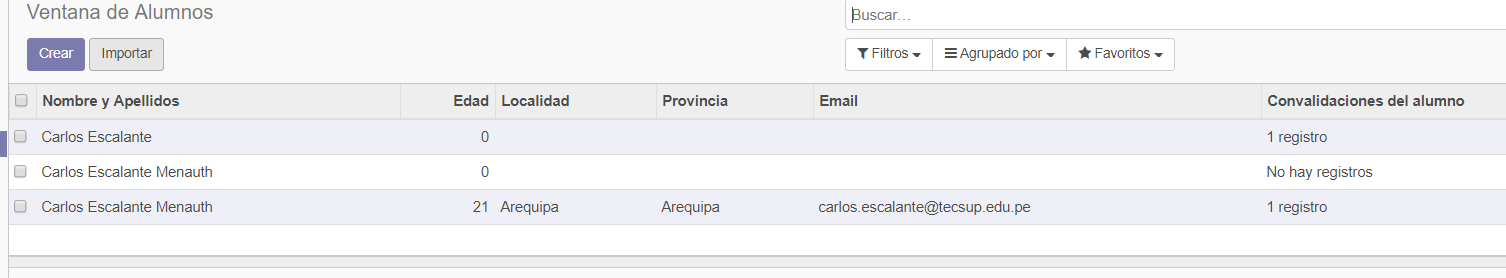 Ventana de Alumnos
Buscar...
Crear Importar
Filtros Agrupado por Favoritos
Nombre y Apellidos Edad Localidad Provincia Email Convalidaciones del alumno
Carlos Escalante 0 1 registro
Carlos Escalante Menauth 0 No hay registros
Carlos Escalante Menauth 21 Arequipa Arequipa carlos.escalante@tecsup.edu.pe 1 registro